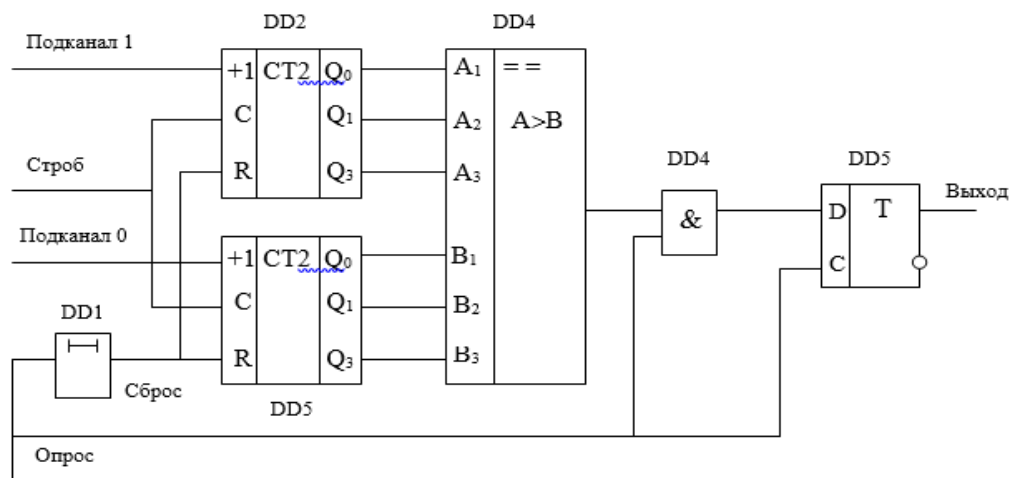 DD2
DD4
Подканал 1
+1 CT2 Q0
C Q1
R Q3
A1 = =
A2 A>B
A3
Строб
DD4
&
DD5
D T
C
Выход
Подканал 0
+1 CT2 Q0
C Q1
R Q3
B1
B2
B3
DD1
Сброс
DD5
Опрос